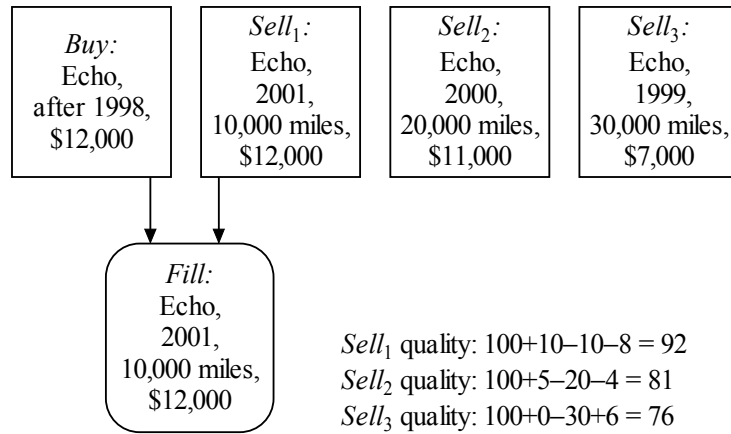 Buy:
Echo,
after 1998,
$12,000
Sell₁:
Echo,
2001,
10,000 miles,
$12,000
Sell₂:
Echo,
2000,
20,000 miles,
$11,000
Sell₃:
Echo,
1999,
30,000 miles,
$7,000
Fill:
Echo,
2001,
10,000 miles,
$12,000
Sell₁ quality: 100+10–10–8 = 92
Sell₂ quality: 100+5–20–4 = 81
Sell₃ quality: 100+0–30+6 = 76